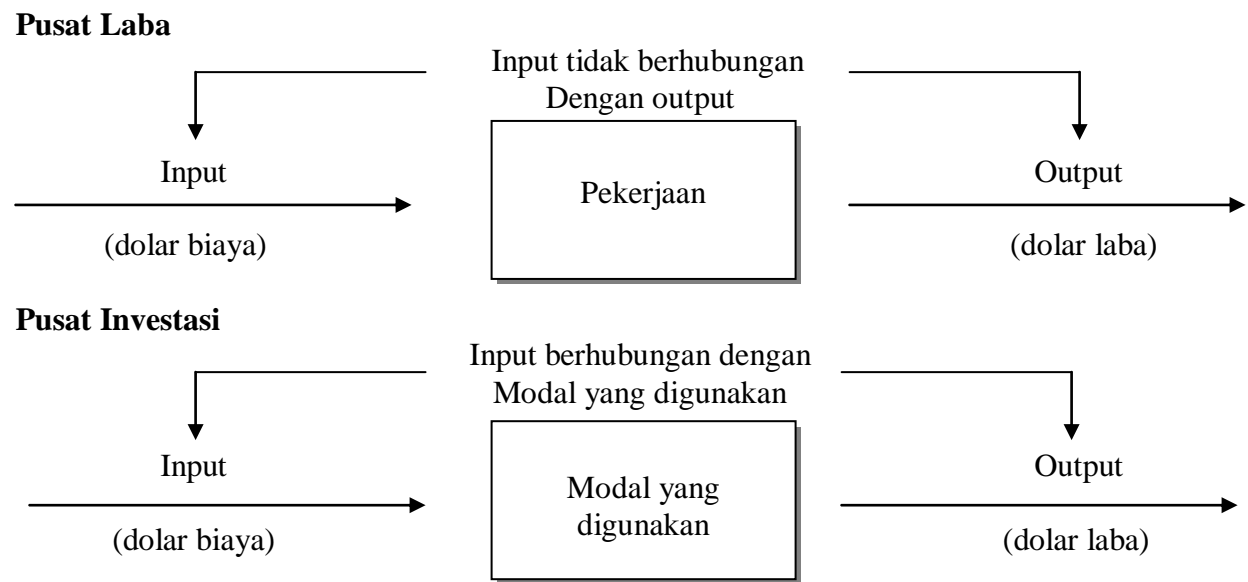 Pusat Laba
Input tidak berhubungan
Dengan output
Input
Pekerjaan
Output
(dolar biaya)
(dolar laba)
Pusat Investasi
Input berhubungan dengan
Modal yang digunakan
Input
Modal yang
digunakan
Output
(dolar biaya)
(dolar laba)